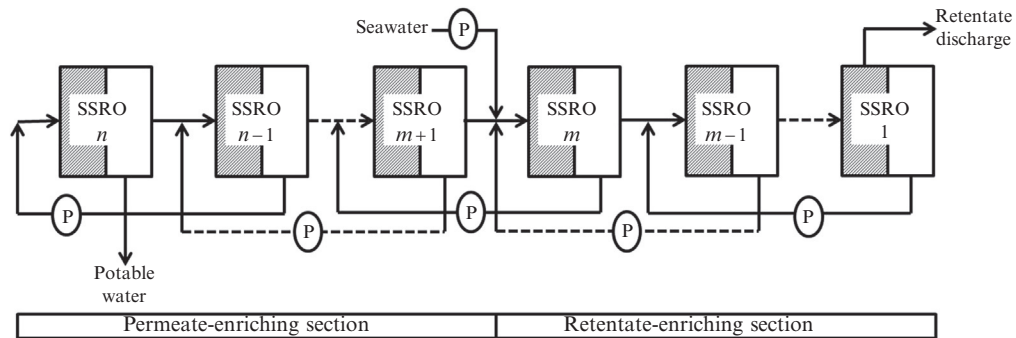 Seawater
P
Retentate
discharge
SSRO
n
SSRO
n−1
SSRO
m+1
SSRO
m
SSRO
m−1
SSRO
1
P
P
P
P
P
Potable
water
Permeate-enriching section
Retentate-enriching section